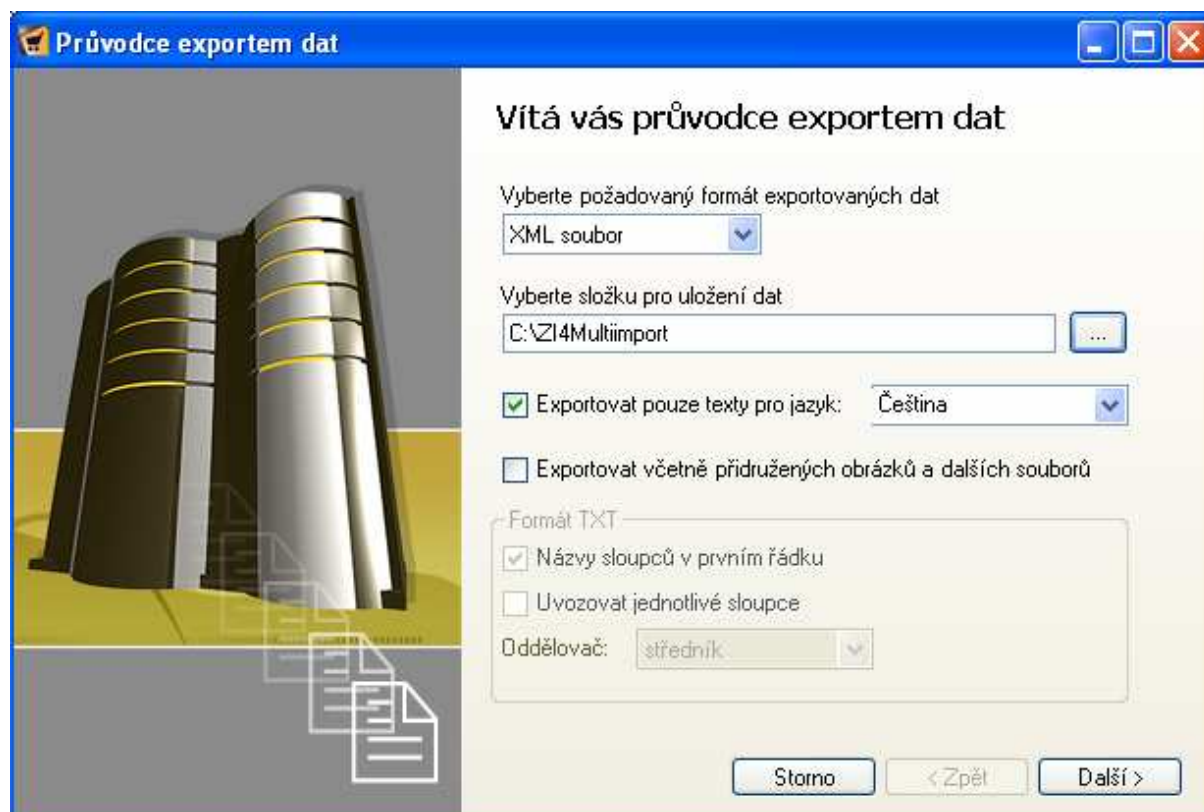 Průvodce exportem dat
Vítá vás průvodce exportem dat
Vyberte požadovaný formát exportovaných dat
XML soubor
Vyberte složku pro uložení dat
C:\ZI4Multiimport
...
Exportovat pouze texty pro jazyk: Čeština
Exportovat včetně přidružených obrázků a dalších souborů
Formát TXT
Názvy sloupců v prvním řádku
Uvozovat jednotlivé sloupce
Oddělovač: středník
Storno < Zpět Další >